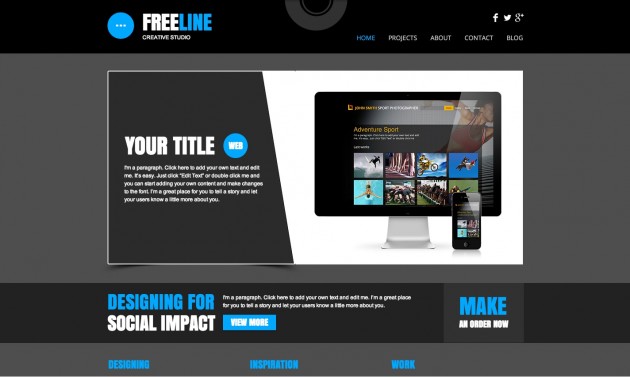 FREELINE
CREATIVE STUDIO
HOME PROJECTS ABOUT CONTACT BLOG
YOUR TITLE WEB
I'm a paragraph. Click here to add your own text and edit
me. It's easy. Just click "Edit Text" or double click me and
you can start adding your own content and make changes
to the font. I'm a great place for you to tell a story and let
your users know a little more about you.
JOHN SMITH SPORT PHOTOGRAPHER
Adventure Sport
DESIGNING FOR
SOCIAL IMPACT
I'm a paragraph. Click here to add your own text and edit me. I'm a great place
for you to tell a story and let your users know a little more about you.
VIEW MORE
MAKE
AN ORDER NOW
DESIGNING INSPIRATION WORK